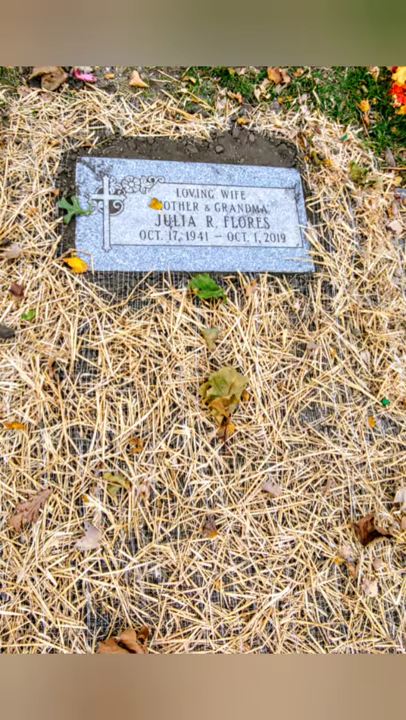 LOVING WIFE
MOTHER & GRANDMA
JULIA R. FLORES
OCT. 17, 1941 – OCT. 1, 2019